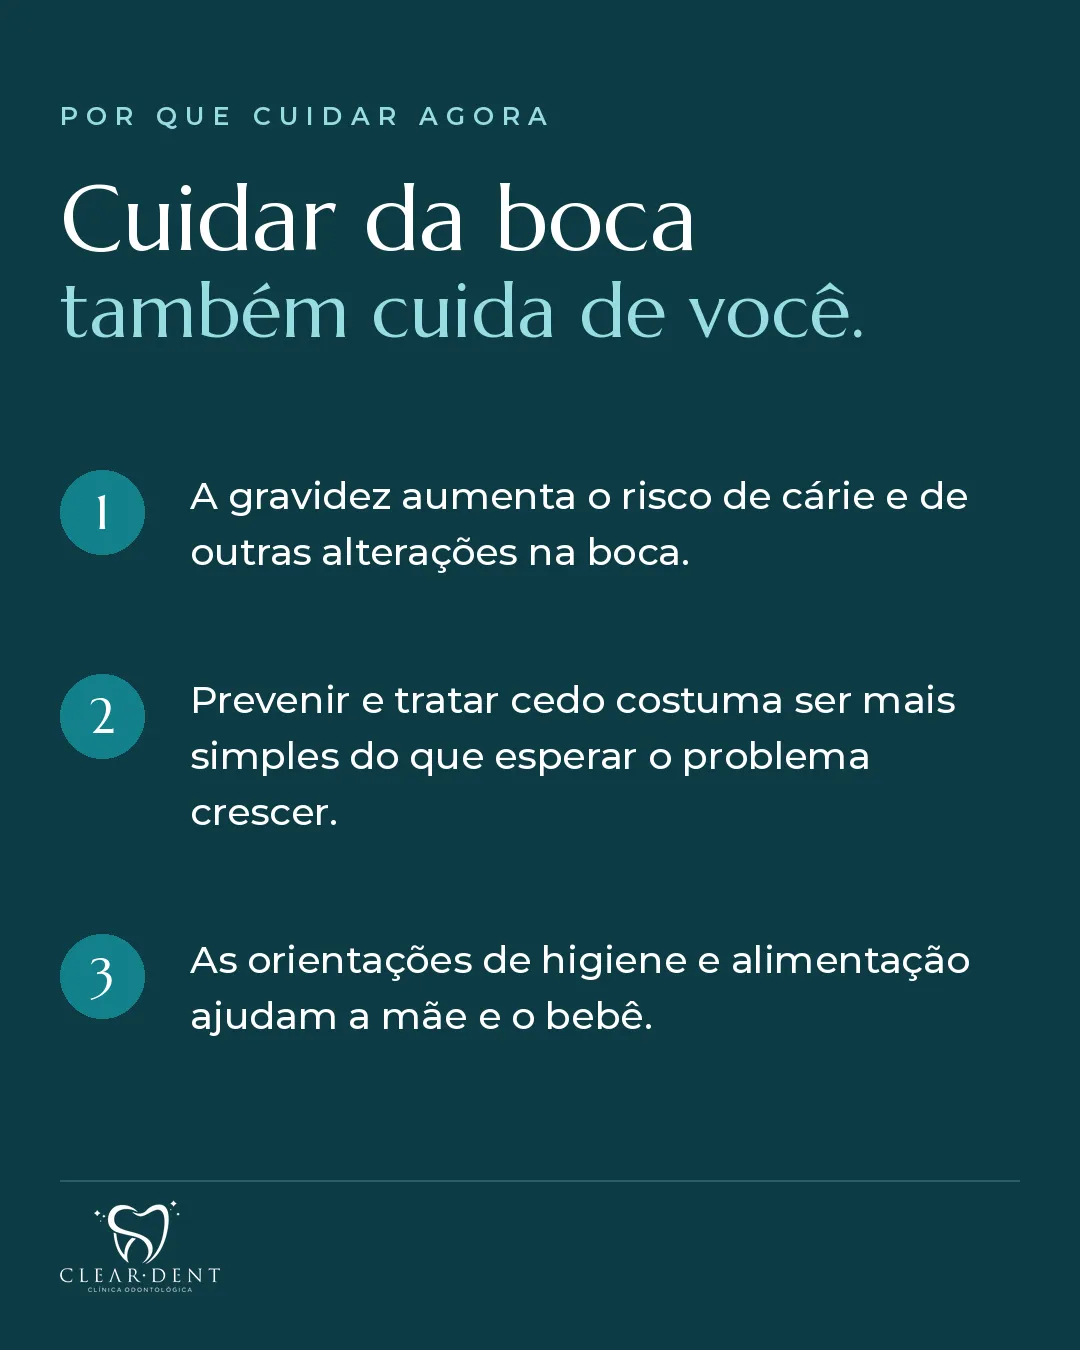 POR QUE CUIDAR AGORA
Cuidar da boca
também cuida de você.
1
A gravidez aumenta o risco de cárie e de
outras alterações na boca.
2
Prevenir e tratar cedo costuma ser mais
simples do que esperar o problema
crescer.
3
As orientações de higiene e alimentação
ajudam a mãe e o bebê.
CLEAR·DENT
CLÍNICA ODONTOLÓGICA